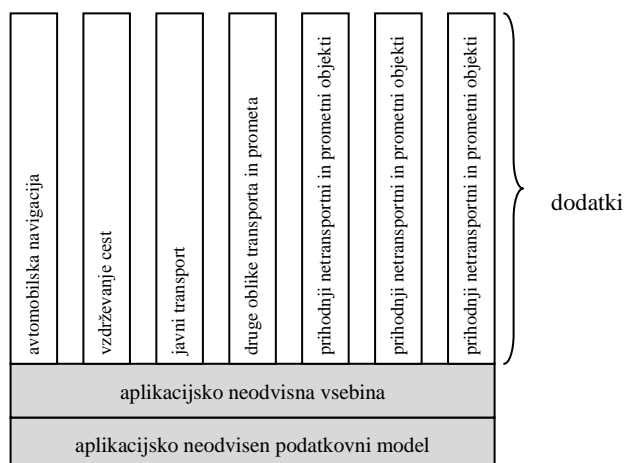 avtomobilska navigacija
vzdrževanje cest
javni transport
druge oblike transporta in prometa
prihodnji netransportni in prometni objekti
prihodnji netransportni in prometni objekti
prihodnji netransportni in prometni objekti
dodatki
aplikacijsko neodvisna vsebina
aplikacijsko neodvisen podatkovni model